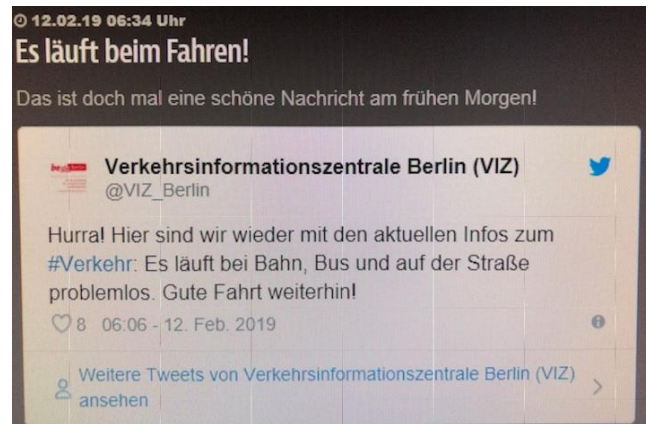 12.02.19 06:34 Uhr
Es läuft beim Fahren!
Das ist doch mal eine schöne Nachricht am frühen Morgen!
Verkehrsinformationszentrale Berlin (VIZ)
@VIZ_Berlin
Hurra! Hier sind wir wieder mit den aktuellen Infos zum
#Verkehr: Es läuft bei Bahn, Bus und auf der Straße
problemlos. Gute Fahrt weiterhin!
8 06:06 - 12. Feb. 2019
Weitere Tweets von Verkehrsinformationszentrale Berlin (VIZ)
ansehen